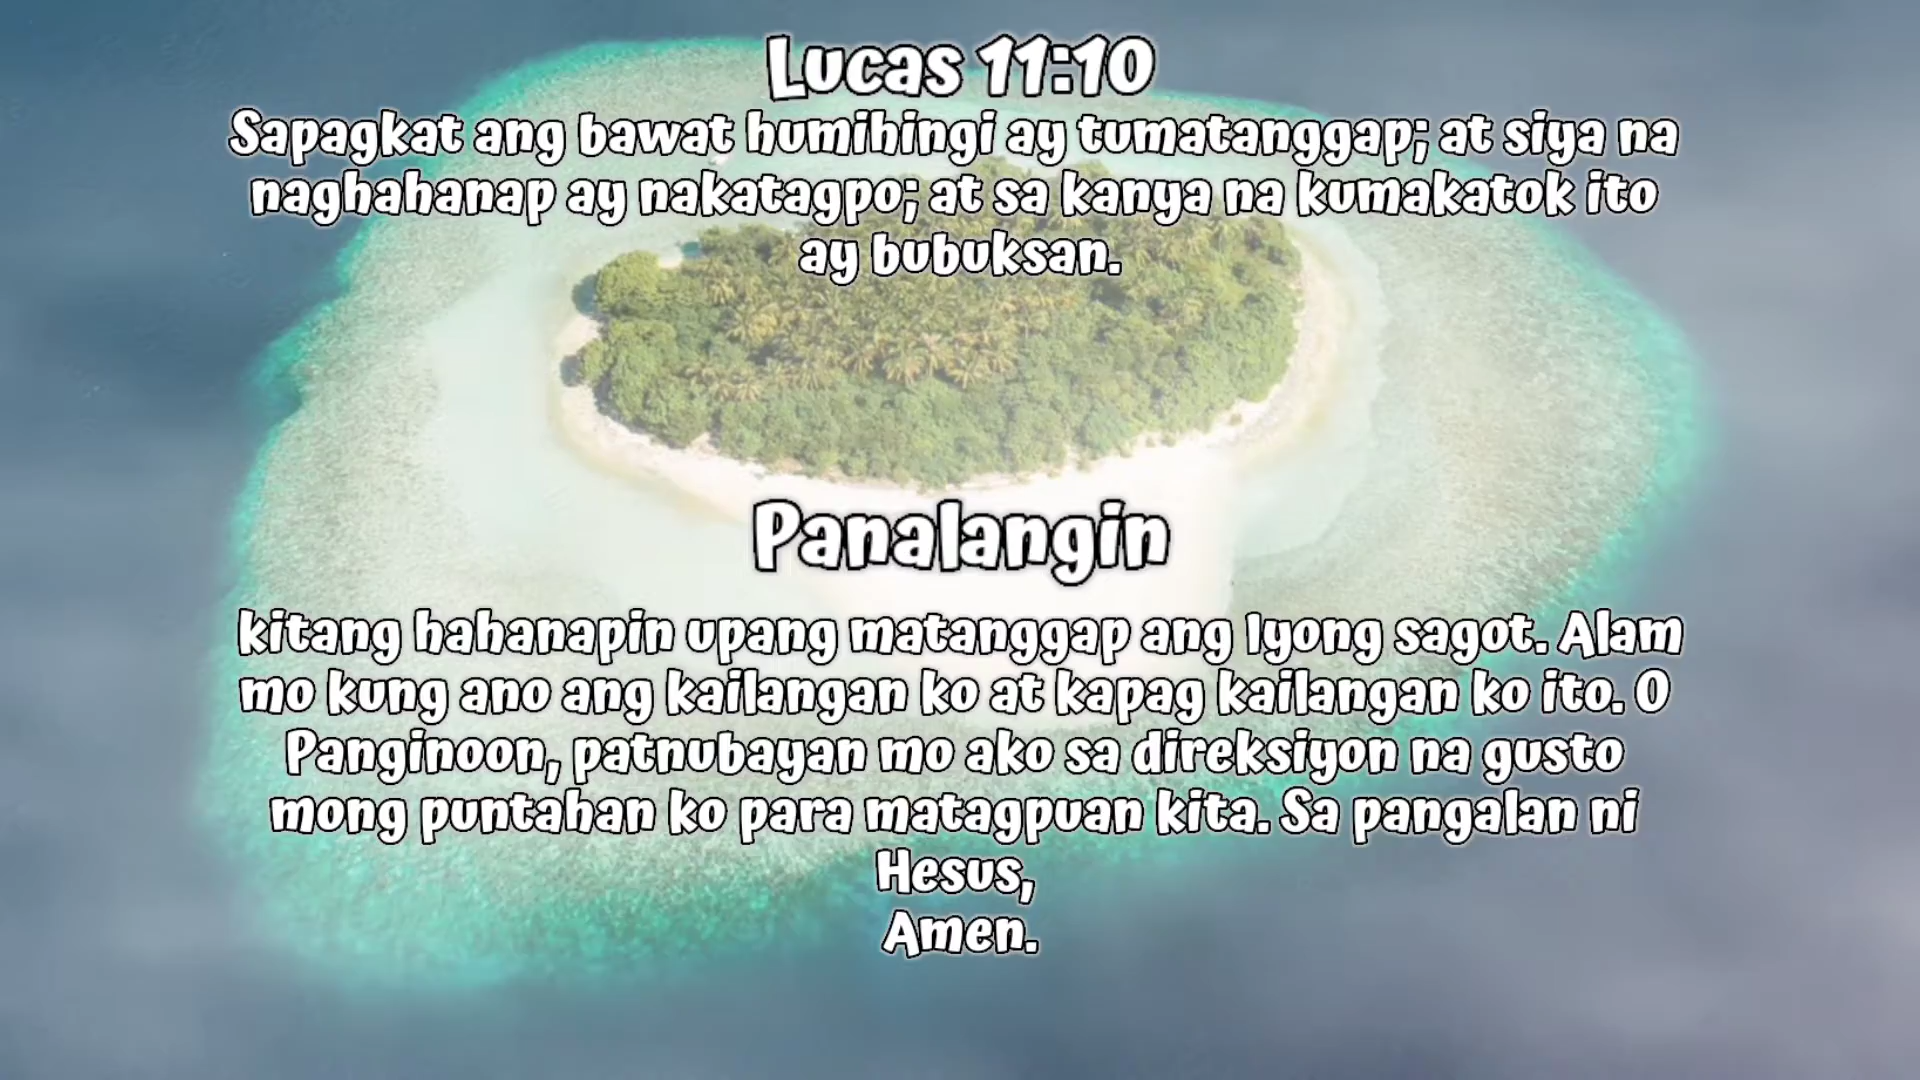 Lucas 11:10
Sapagkat ang bawat humihingi ay tumatanggap; at siya na
naghahanap ay nakatagpo; at sa kanya na kumakatok ito
ay bubuksan.
Panalangin
kitang hahanapin upang matanggap ang Iyong sagot. Alam
mo kung ano ang kailangan ko at kapag kailangan ko ito. O
Panginoon, patnubayan mo ako sa direksiyon na gusto
mong puntahan ko para matagpuan kita. Sa pangalan ni
Hesus,
Amen.